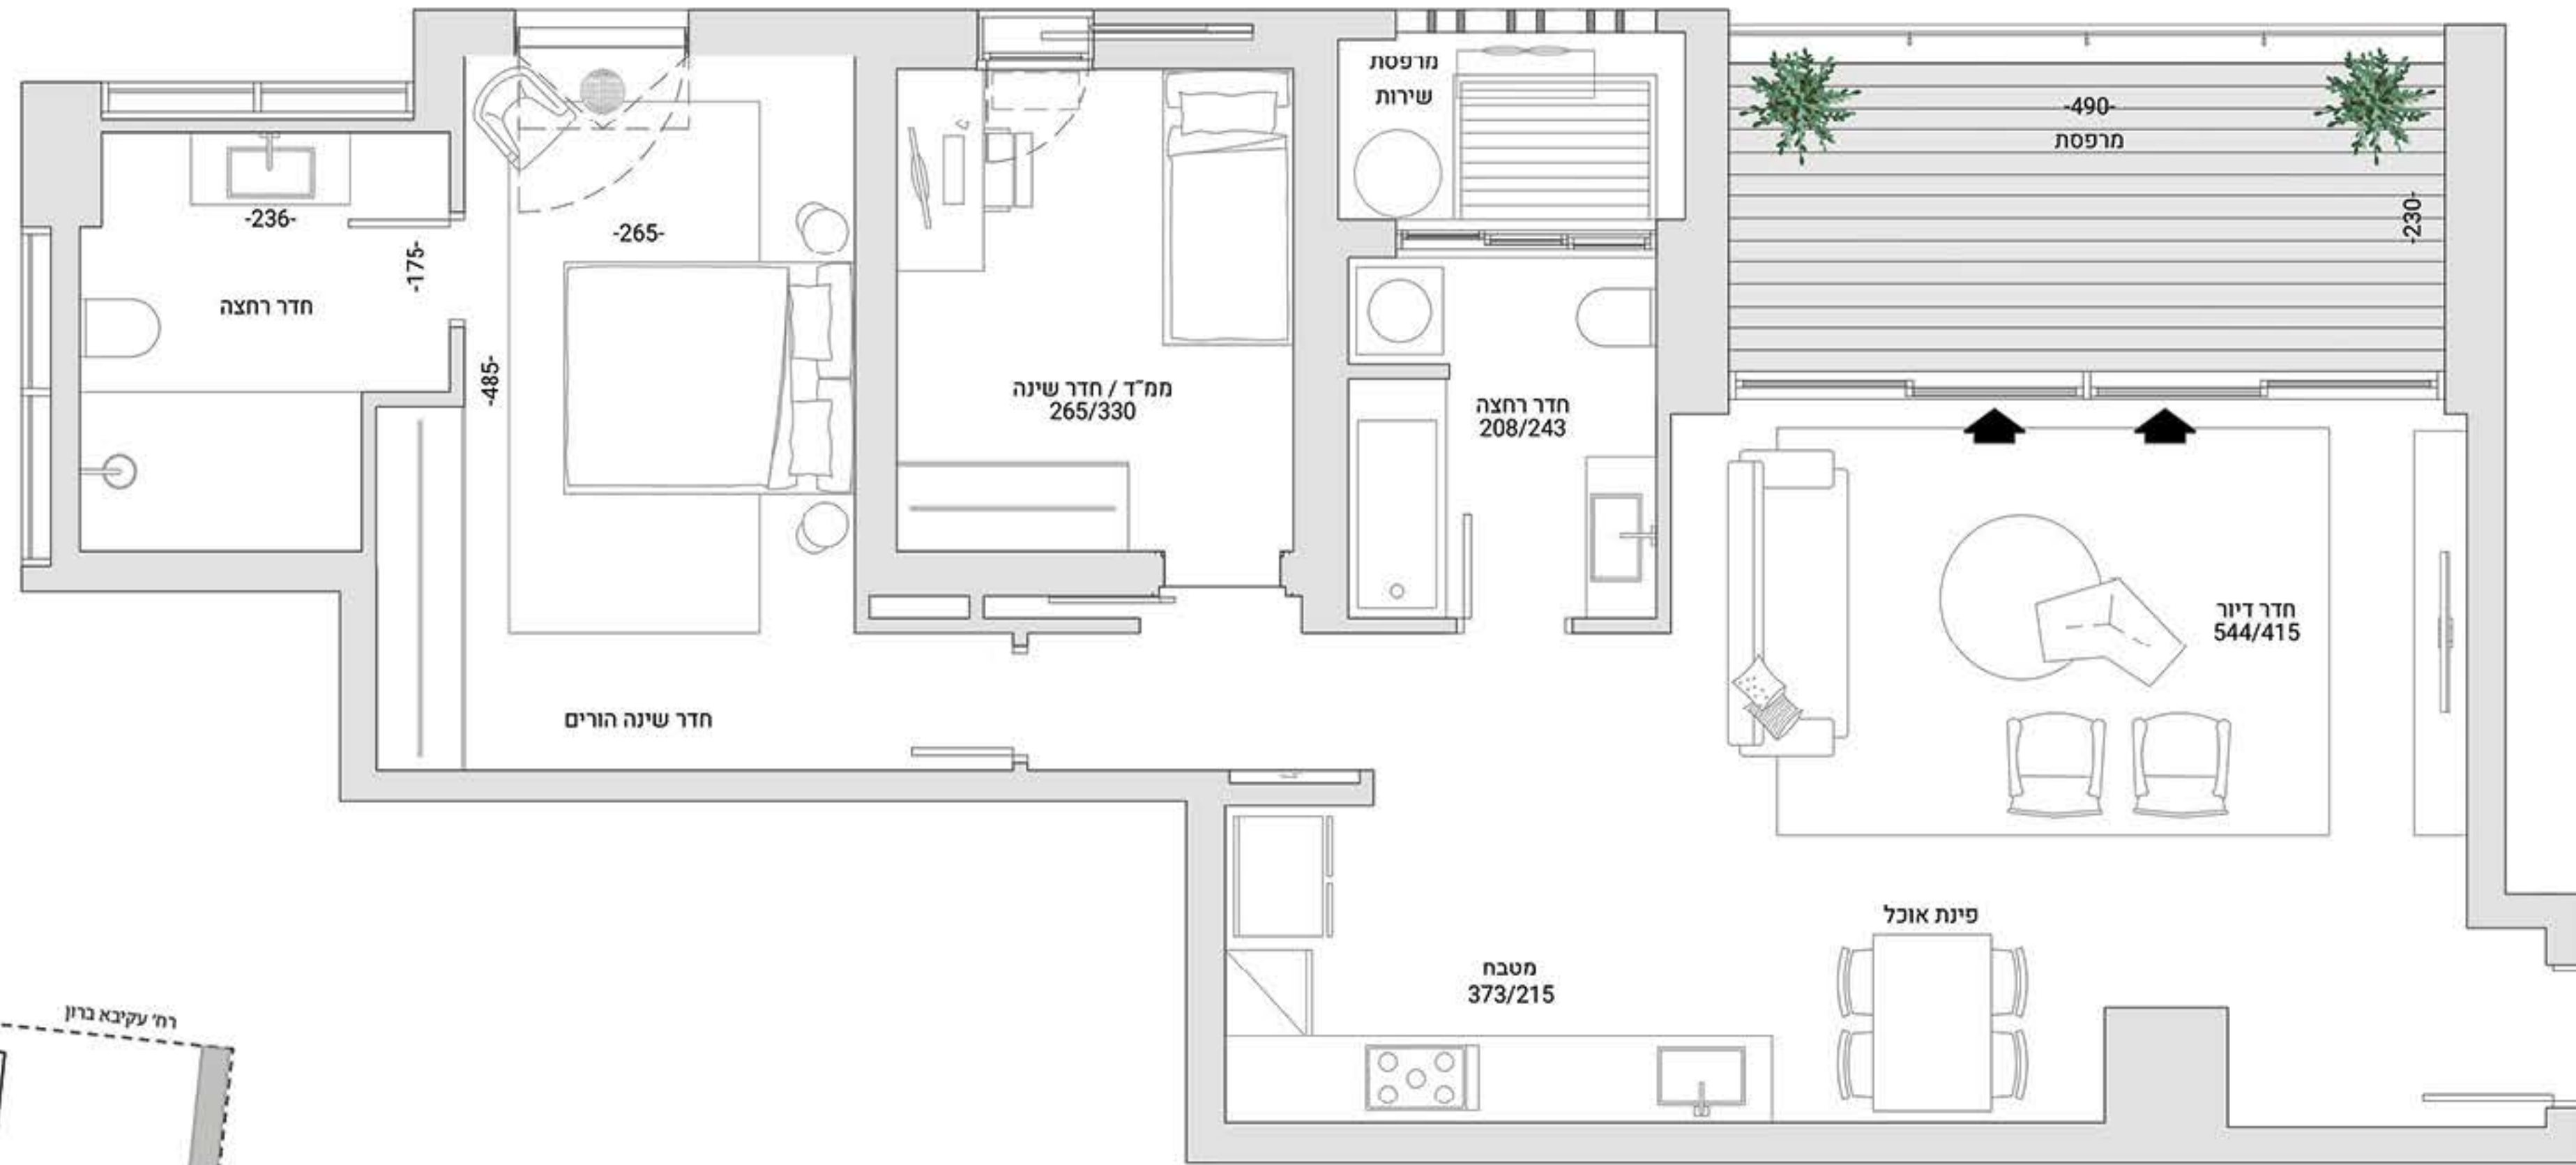 מרפסת
שירות
-490-
מרפסת
-230-
-236-
-175-
חדר רחצה
-265-
-485-
ממ״ד / חדר שינה
265/330
חדר רחצה
208/243
חדר דיור
544/415
חדר שינה הורים
פינת אוכל
מטבח
373/215
רח׳ עקיבא ברון